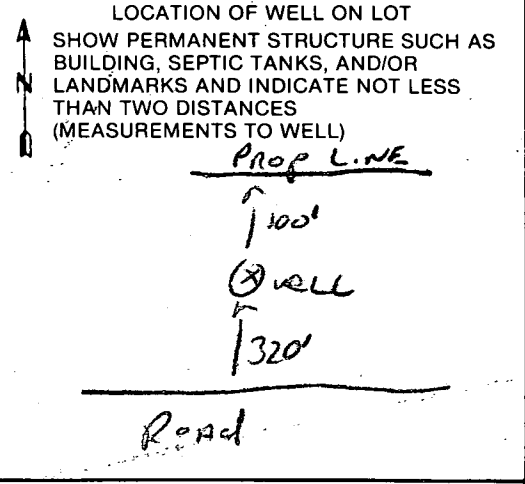 LOCATION OF WELL ON LOT
SHOW PERMANENT STRUCTURE SUCH AS
BUILDING, SEPTIC TANKS, AND/OR
N LANDMARKS AND INDICATE NOT LESS
THAN TWO DISTANCES
(MEASUREMENTS TO WELL)
PROP LINE
100'
well
320'
Road